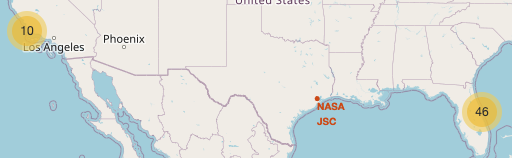 United States
10
Los Angeles
Phoenix
NASA
JSC
46